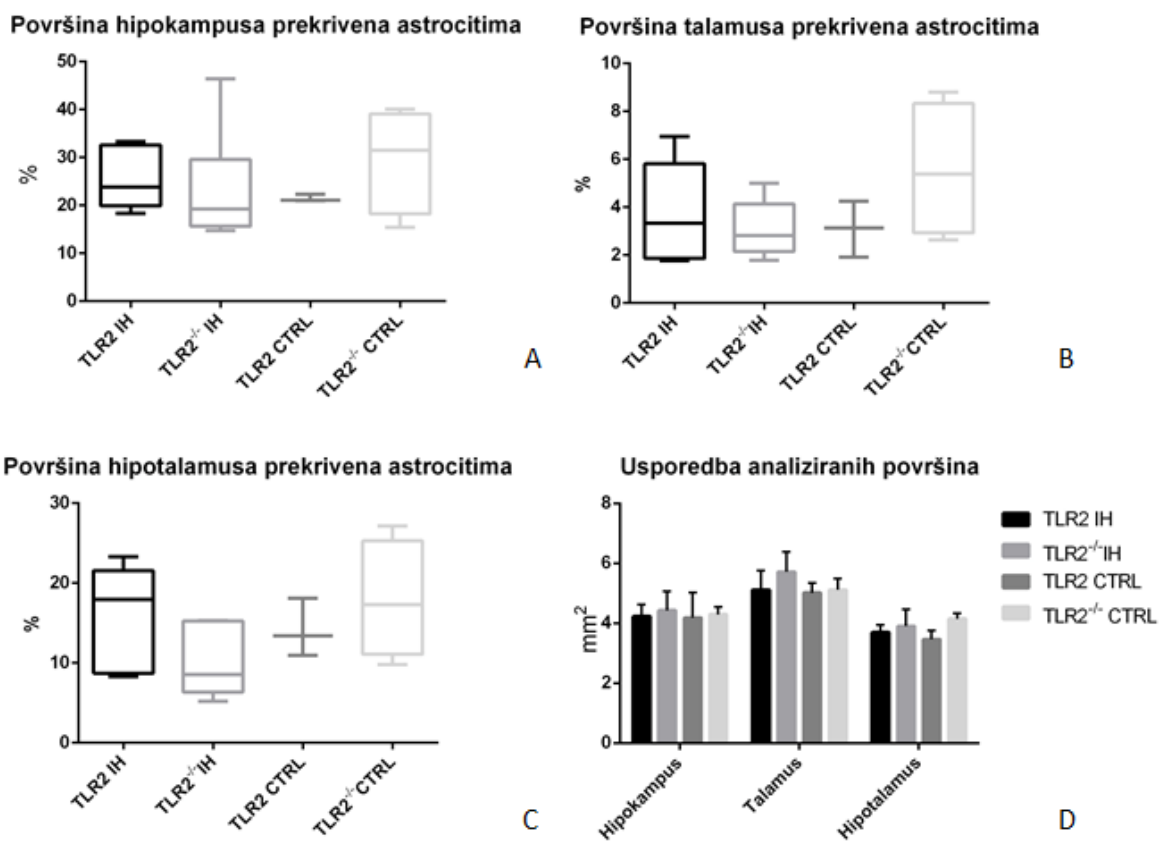 Površina hipokampusa prekrivena astrocitima
50
40
30
20
10
0
%
TLR2 IH
TLR2-/- IH
TLR2 CTRL
TLR2-/- CTRL
A
Površina talamusa prekrivena astrocitima
10
8
6
4
2
0
%
TLR2 IH
TLR2-/-IH
TLR2 CTRL
TLR2-/-CTRL
B
Površina hipotalamusa prekrivena astrocitima
30
20
10
0
%
TLR2 IH
TLR2-/-IH
TLR2 CTRL
TLR2-/-CTRL
C
Usporedba analiziranih površina
8
6
4
2
0
mm2
Hipokampus
Talamus
Hipotalamus
TLR2 IH
TLR2-/-IH
TLR2 CTRL
TLR2-/- CTRL
D